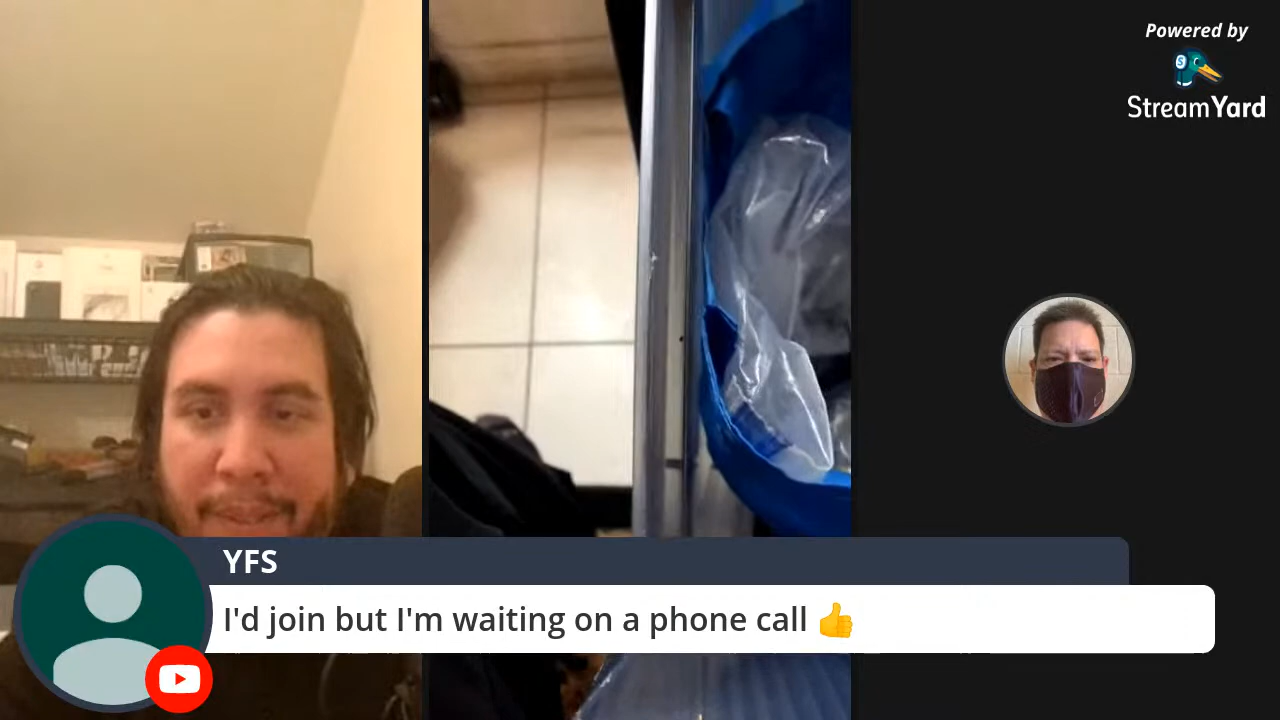 Powered by
StreamYard
YFS
I'd join but I'm waiting on a phone call 👍